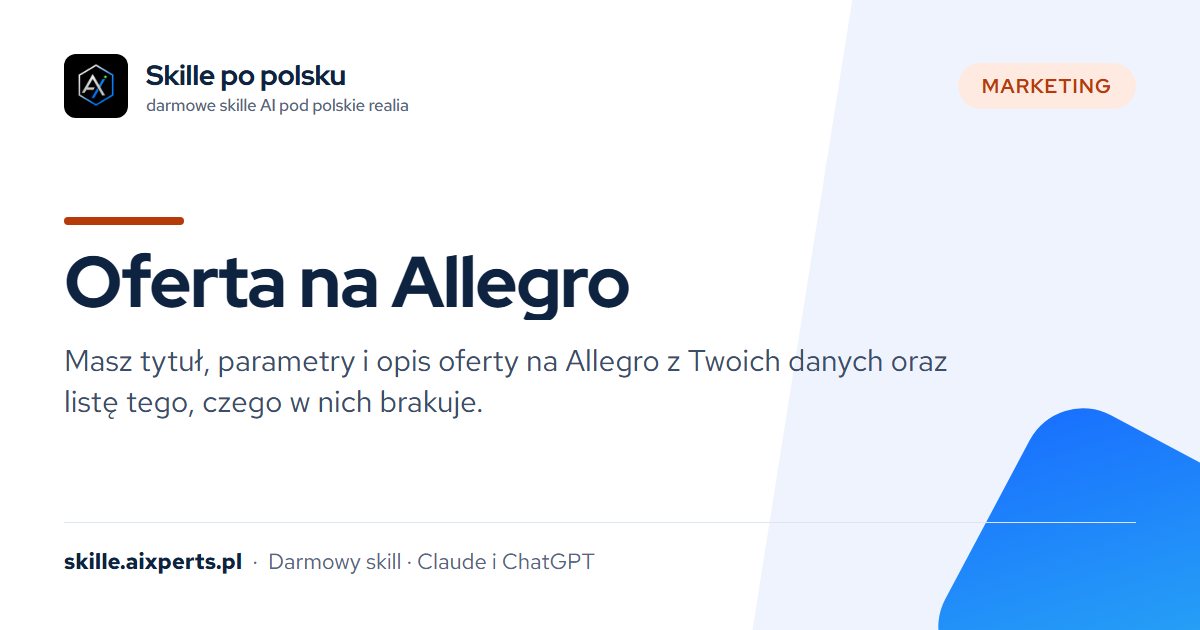 Skille po polsku
darmowe skille AI pod polskie realia
MARKETING
Oferta na Allegro
Masz tytuł, parametry i opis oferty na Allegro z Twoich danych oraz
listę tego, czego w nich brakuje.
skille.aixperts.pl · Darmowy skill · Claude i ChatGPT